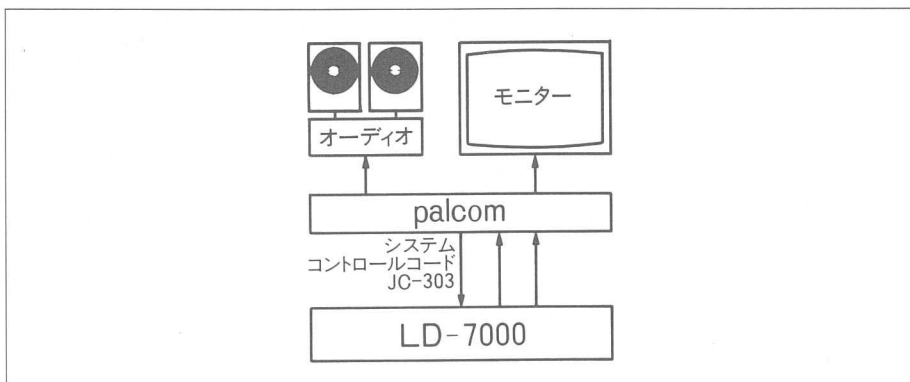 オーディオ
モニター
palcom
システム
コントロールコード
JC-303
LD-7000